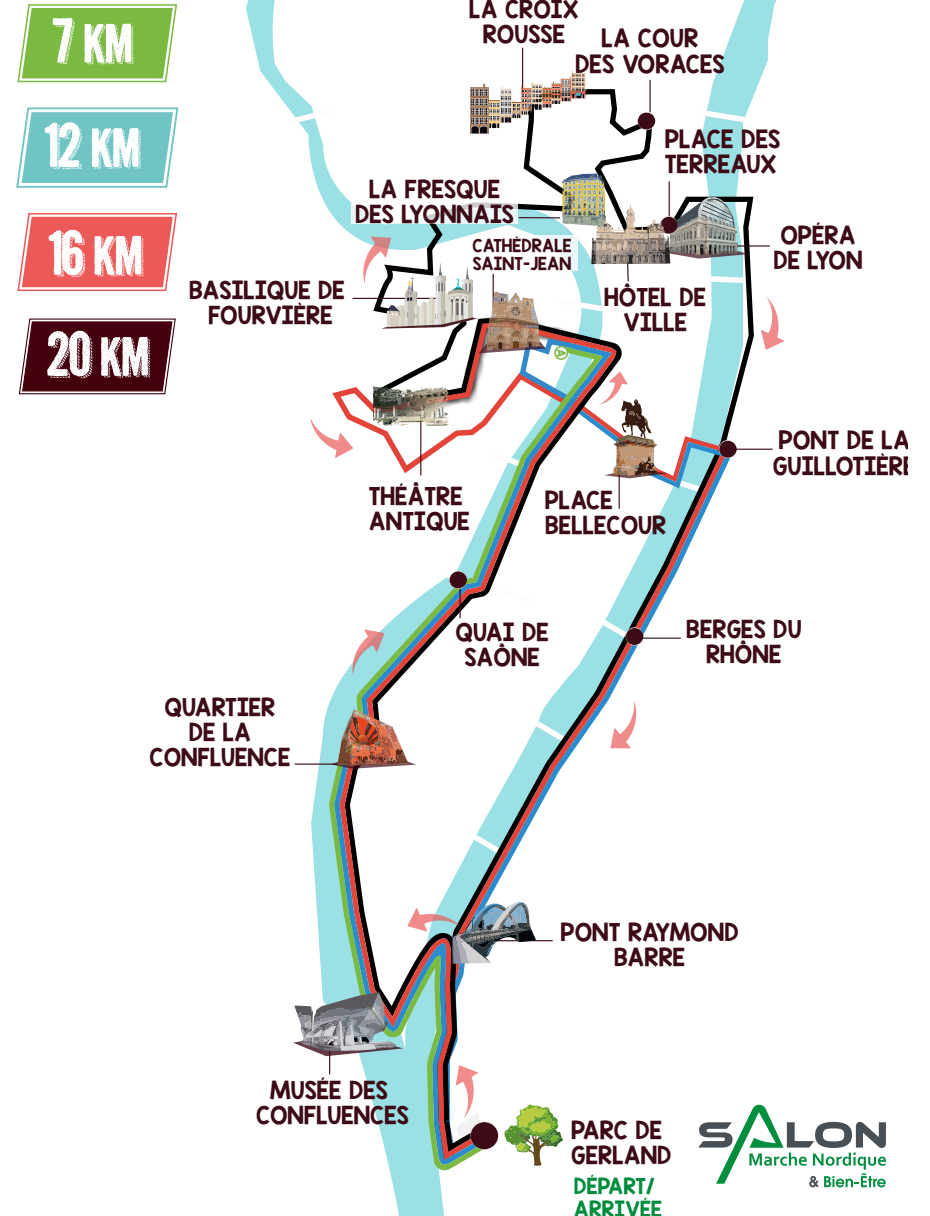 7 KM
12 KM
16 KM
20 KM
LA CROIX
ROUSSE
LA COUR
DES VORACES
PLACE DES
TERREAUX
LA FRESQUE
DES LYONNAIS
CATHÉDRALE
SAINT-JEAN
OPÉRA
DE LYON
BASILIQUE DE
FOURVIÈRE
HÔTEL DE
VILLE
A
PONT DE LA
GUILLOTIÈRE
THÉÂTRE
ANTIQUE
PLACE
BELLECOUR
QUAI DE
SAÔNE
BERGES DU
RHÔNE
QUARTIER
DE LA
CONFLUENCE
PONT RAYMOND
BARRE
MUSÉE DES
CONFLUENCES
PARC DE
GERLAND
DÉPART/
ARRIVÉE
SALON
Marche Nordique
& Bien-Être